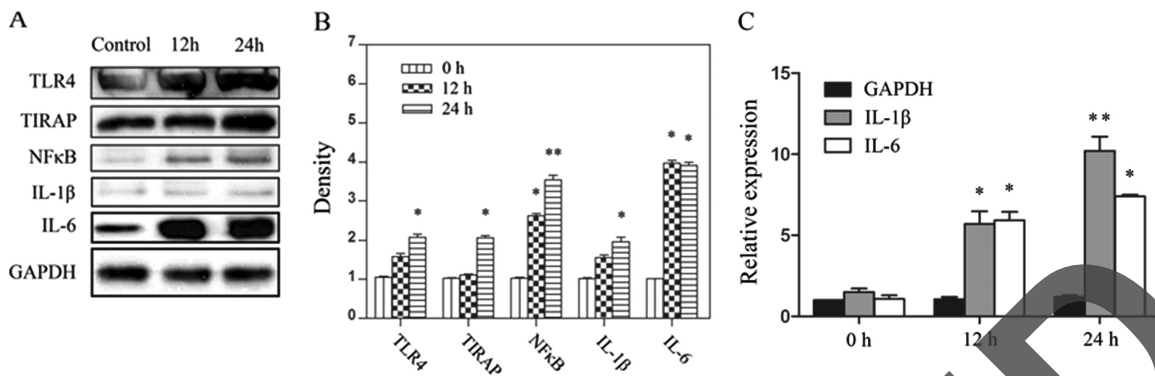 A
Control 12h 24h
TLR4
TIRAP
NFκB
IL-1β
IL-6
GAPDH
B
Density
7
6
5
4
3
2
1
0
0 h
12 h
24 h
*
*
*
**
*
*
*
TLR4
TIRAP
NFκB
IL-1β
IL-6
C
Relative expression
15
10
5
0
GAPDH
IL-1β
IL-6
*
*
**
*
0 h
12 h
24 h